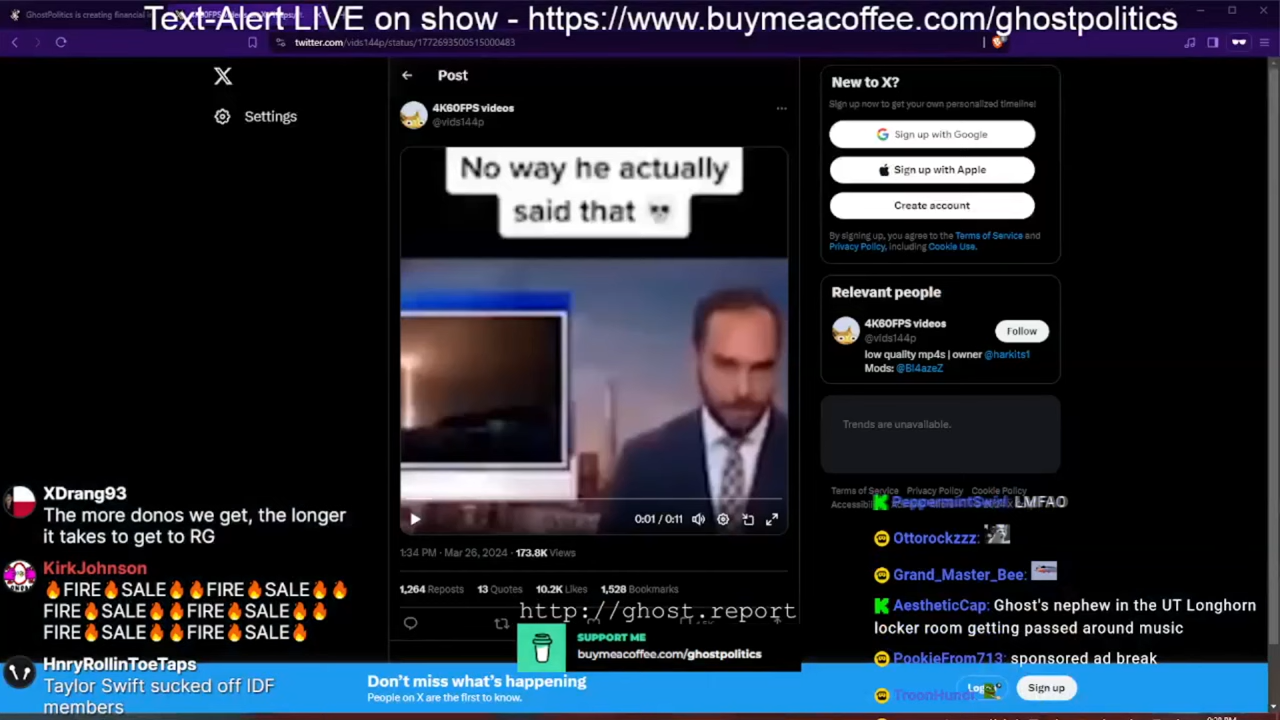 Text-Alert LIVE on show - https://www.buymeacoffee.com/ghostpolitics
GhostPolitics is creating financial
twitter.com/vids144p/status/1772693500515000483
Settings
Post
4K60FPS videos
@vids144p
No way he actually
said that 💀
0:01 / 0:11
1:34 PM · Mar 26, 2024 · 173.8K Views
1,264 Reposts 13 Quotes 10.2K Likes 1,528 Bookmarks
New to X?
Sign up now to get your own personalized timeline!
Sign up with Google
Sign up with Apple
Create account
By signing up, you agree to the Terms of Service and
Privacy Policy, including Cookie Use.
Relevant people
4K60FPS videos
@vids144p
Follow
low quality mp4s | owner @harkits1
Mods: @Bl4azeZ
Trends are unavailable.
Terms of Service Privacy Policy Cookie Policy
XDrang93
The more donos we get, the longer
it takes to get to RG
KirkJohnson
🔥FIRE🔥SALE🔥🔥FIRE🔥SALE🔥🔥
FIRE🔥SALE🔥🔥FIRE🔥SALE🔥🔥
FIRE🔥SALE🔥🔥FIRE🔥SALE🔥
HnryRollinToeTaps
Taylor Swift sucked off IDF
members
http://ghost.report
SUPPORT ME
buymeacoffee.com/ghostpolitics
Don't miss what's happening
People on X are the first to know.
Sign up
PeppermintSwirl: LMFAO
Ottorockzzz:
Grand_Master_Bee:
AestheticCap: Ghost's nephew in the UT Longhorn
locker room getting passed around music
PookieFrom713: sponsored ad break